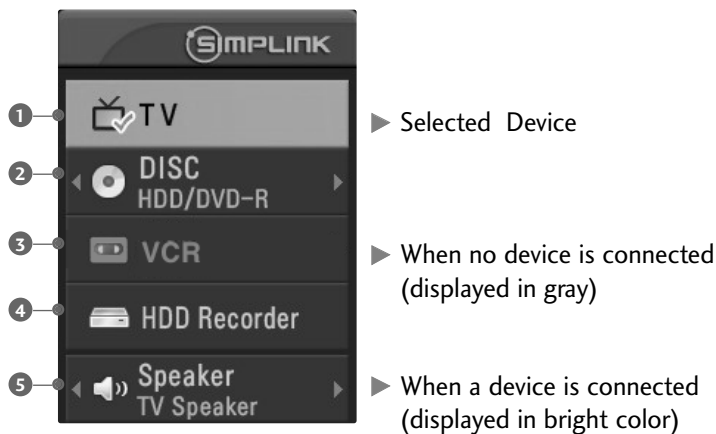 SIMPLINK
1 TV
▶ Selected Device
2 DISC
HDD/DVD-R
3 VCR
▶ When no device is connected
(displayed in gray)
4 HDD Recorder
5 Speaker
TV Speaker
▶ When a device is connected
(displayed in bright color)